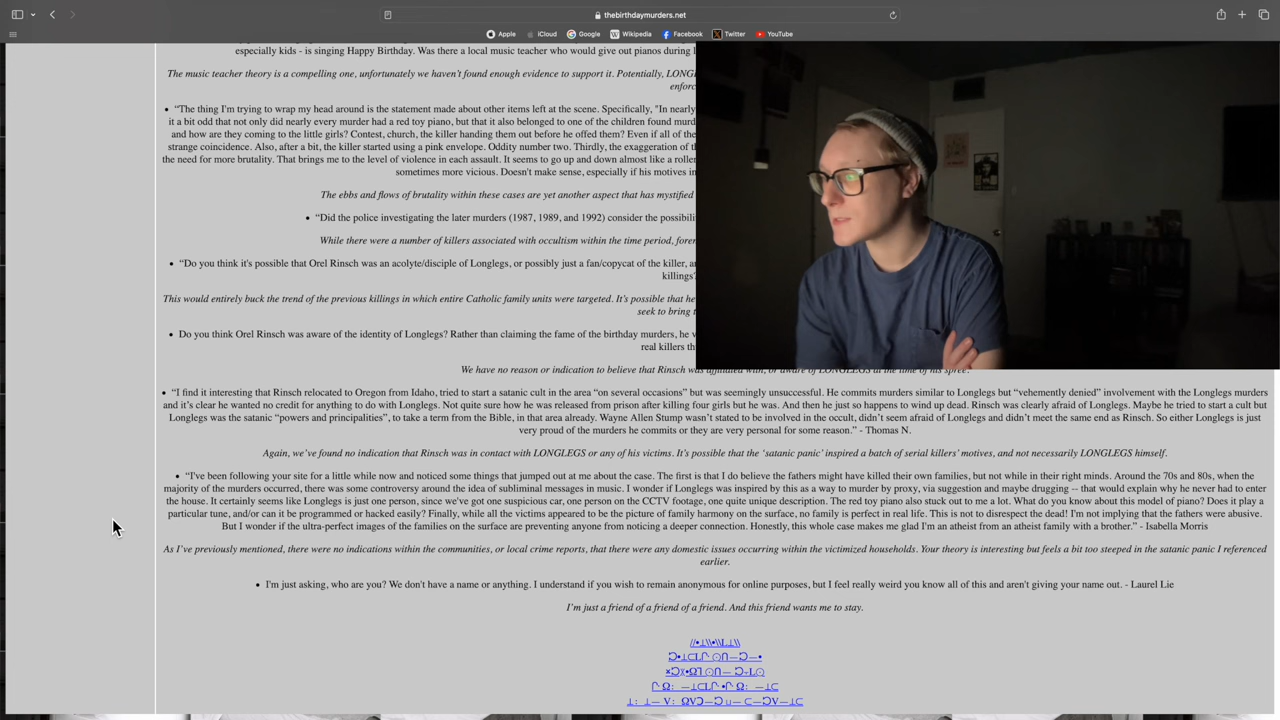 thebirthdaymurders.net
Apple iCloud Google Wikipedia Facebook Twitter YouTube
especially kids - is singing Happy Birthday. Was there a local music teacher who would give out pianos during l
The music teacher theory is a compelling one, unfortunately we haven't found enough evidence to support it. Potentially, LONGL
enforc
• “The thing I'm trying to wrap my head around is the statement made about other items left at the scene. Specifically, "In nearly
it a bit odd that not only did nearly every murder had a red toy piano, but that it also belonged to one of the children found murd
and how are they coming to the little girls? Contest, church, the killer handing them out before he offed them? Even if all of the
strange coincidence. Also, after a bit, the killer started using a pink envelope. Oddity number two. Thirdly, the exaggeration of
the need for more brutality. That brings me to the level of violence in each assault. It seems to go up and down almost like a roller
sometimes more vicious. Doesn't make sense, especially if his motives in
The ebbs and flows of brutality within these cases are yet another aspect that has mystified
• “Did the police investigating the later murders (1987, 1989, and 1992) consider the possibili
While there were a number of killers associated with occultism within the time period, foren
• “Do you think it's possible that Orel Rinsch was an acolyte/disciple of Longlegs, or possibly just a fan/copycat of the killer, an
killings?
This would entirely buck the trend of the previous killings in which entire Catholic family units were targeted. It's possible that he
seek to bring t
• Do you think Orel Rinsch was aware of the identity of Longlegs? Rather than claiming the fame of the birthday murders, he v
real killers th
We have no reason or indication to believe that Rinsch was affiliated with, or aware of LONGLEGS at the time of his spree.
• “I find it interesting that Rinsch relocated to Oregon from Idaho, tried to start a satanic cult in the area “on several occasions” but was seemingly unsuccessful. He commits murders similar to Longlegs but “vehemently denied” involvement with the Longlegs murders
and it's clear he wanted no credit for anything to do with Longlegs. Not quite sure how he was released from prison after killing four girls but he was. And then he just so happens to wind up dead. Rinsch was clearly afraid of Longlegs. Maybe he tried to start a cult but
Longlegs was the satanic “powers and principalities”, to take a term from the Bible, in that area already. Wayne Allen Stump wasn't stated to be involved in the occult, didn't seem afraid of Longlegs and didn't meet the same end as Rinsch. So either Longlegs is just
very proud of the murders he commits or they are very personal for some reason.” - Thomas N.
Again, we've found no indication that Rinsch was in contact with LONGLEGS or any of his victims. It's possible that the ‘satanic panic’ inspired a batch of serial killers' motives, and not necessarily LONGLEGS himself.
• “I've been following your site for a little while now and noticed some things that jumped out at me about the case. The first is that I do believe the fathers might have killed their own families, but not while in their right minds. Around the 70s and 80s, when the
majority of the murders occurred, there was some controversy around the idea of subliminal messages in music. I wonder if Longlegs was inspired by this as a way to murder by proxy, via suggestion and maybe drugging -- that would explain why he never had to enter
the house. It certainly seems like Longlegs is just one person, since we've got one suspicious car, one person on the CCTV footage, one quite unique description. The red toy piano also stuck out to me a lot. What do you know about this model of piano? Does it play a
particular tune, and/or can it be programmed or hacked easily? Finally, while all the victims appeared to be the picture of family harmony on the surface, no family is perfect in real life. This is not to disrespect the dead! I'm not implying that the fathers were abusive.
But I wonder if the ultra-perfect images of the families on the surface are preventing anyone from noticing a deeper connection. Honestly, this whole case makes me glad I'm an atheist from an atheist family with a brother.” - Isabella Morris
As I've previously mentioned, there were no indications within the communities, or local crime reports, that there were any domestic issues occurring within the victimized households. Your theory is interesting but feels a bit too steeped in the satanic panic I referenced
earlier.
• I'm just asking, who are you? We don't have a name or anything. I understand if you wish to remain anonymous for online purposes, but I feel really weird you know all of this and aren't giving your name out. - Laurel Lie
I'm just a friend of a friend of a friend. And this friend wants me to stay.